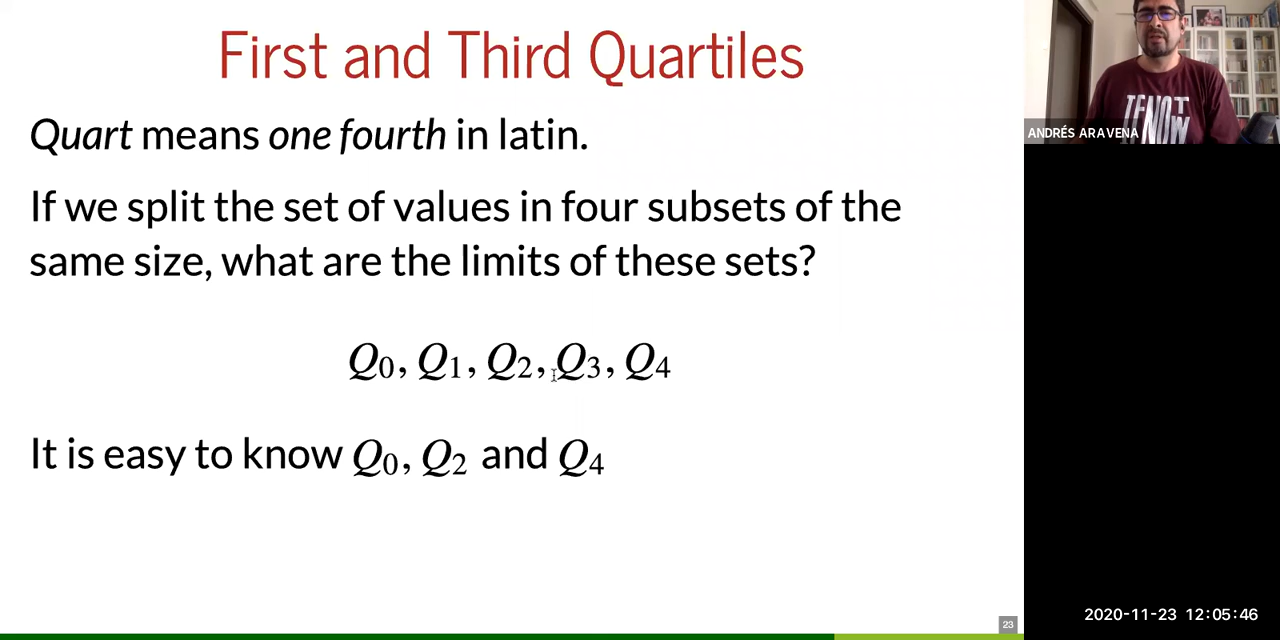 First and Third Quartiles
Quart means one fourth in latin.
If we split the set of values in four subsets of the
same size, what are the limits of these sets?
Q0, Q1, Q2, Q3, Q4
It is easy to know Q0, Q2 and Q4
23
ANDRÉS ARAVENA
2020-11-23 12:05:46